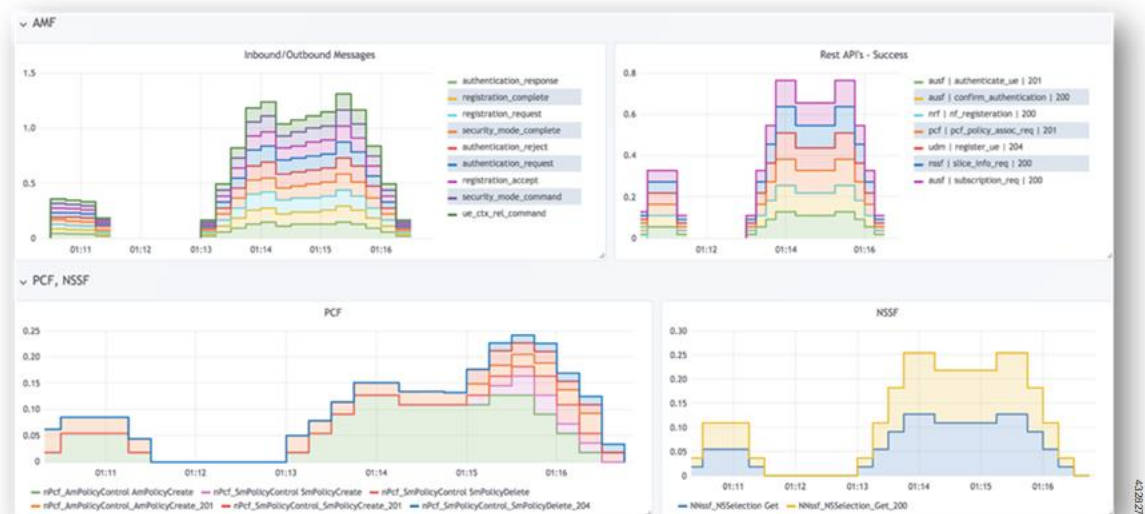 AMF
Inbound/Outbound Messages
1.5
1.0
0.5
0
01:11 01:12 01:13 01:14 01:15 01:16
authentication_response
registration_complete
registration_request
security_mode_complete
authentication_reject
authentication_request
registration_accept
security_mode_command
ue_ctx_rel_command
Rest API's - Success
0.8
0.6
0.4
0.2
0
01:12 01:14 01:16
ausf | authenticate_ue | 201
ausf | confirm_authentication | 200
nrf | nf_registeration | 200
pcf | pcf_policy_assoc_req | 201
udm | register_ue | 204
nssf | slice_info_req | 200
ausf | subscription_req | 200
PCF, NSSF
PCF
0.25
0.20
0.15
0.10
0.05
0
01:11 01:12 01:13 01:14 01:15 01:16
nPcf_AmPolicyControl AmPolicyCreate nPcf_SmPolicyControl SmPolicyCreate nPcf_SmPolicyControl SmPolicyDelete
nPcf_AmPolicyControl_AmPolicyCreate_201 nPcf_SmPolicyControl_SmPolicyCreate_201 nPcf_SmPolicyControl_SmPolicyDelete_204
NSSF
0.30
0.25
0.20
0.15
0.10
0.05
0
01:11 01:12 01:13 01:14 01:15 01:16
NNssf_NSSelection Get NNssf_NSSelection_Get_200
432827